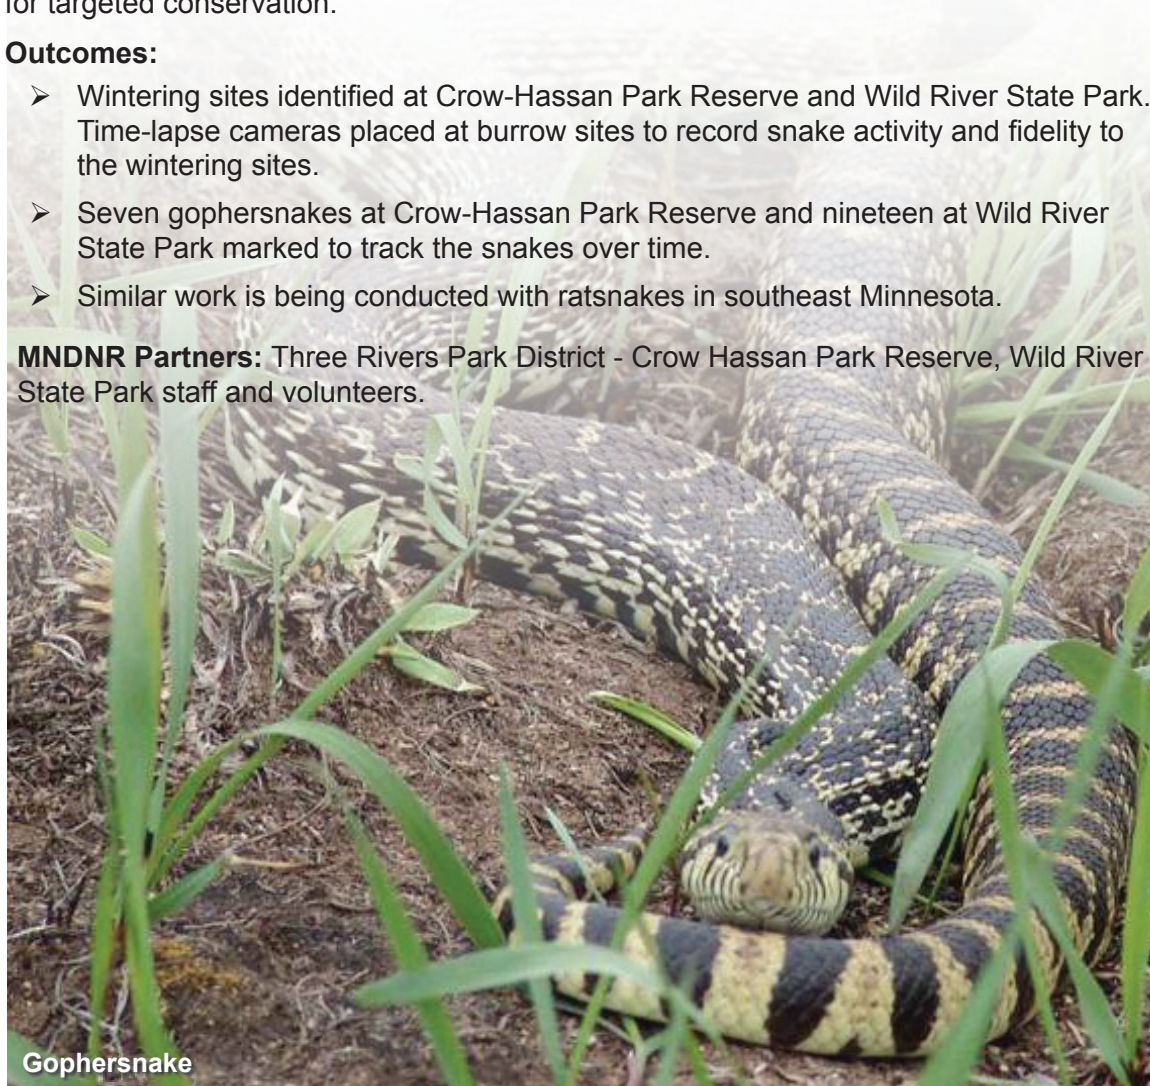 for targeted conservation.
Outcomes:
➢ Wintering sites identified at Crow-Hassan Park Reserve and Wild River State Park.
Time-lapse cameras placed at burrow sites to record snake activity and fidelity to
the wintering sites.
➢ Seven gophersnakes at Crow-Hassan Park Reserve and nineteen at Wild River
State Park marked to track the snakes over time.
➢ Similar work is being conducted with ratsnakes in southeast Minnesota.
MNDNR Partners: Three Rivers Park District - Crow Hassan Park Reserve, Wild River
State Park staff and volunteers.
Gophersnake